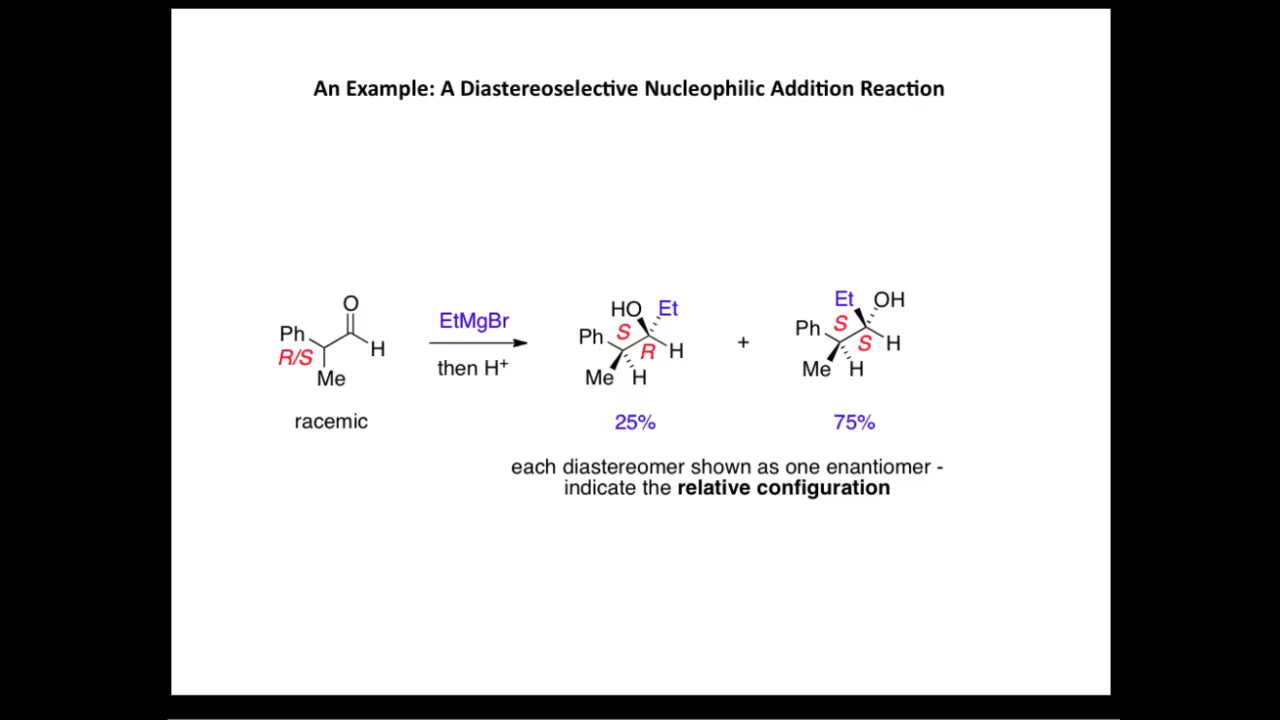 An Example: A Diastereoselective Nucleophilic Addition Reaction
O
Ph
R/S
H
Me
racemic
EtMgBr
then H+
HO Et
Ph S
R H
Me H
25%
+
Et OH
Ph S
S H
Me H
75%
each diastereomer shown as one enantiomer -
indicate the relative configuration